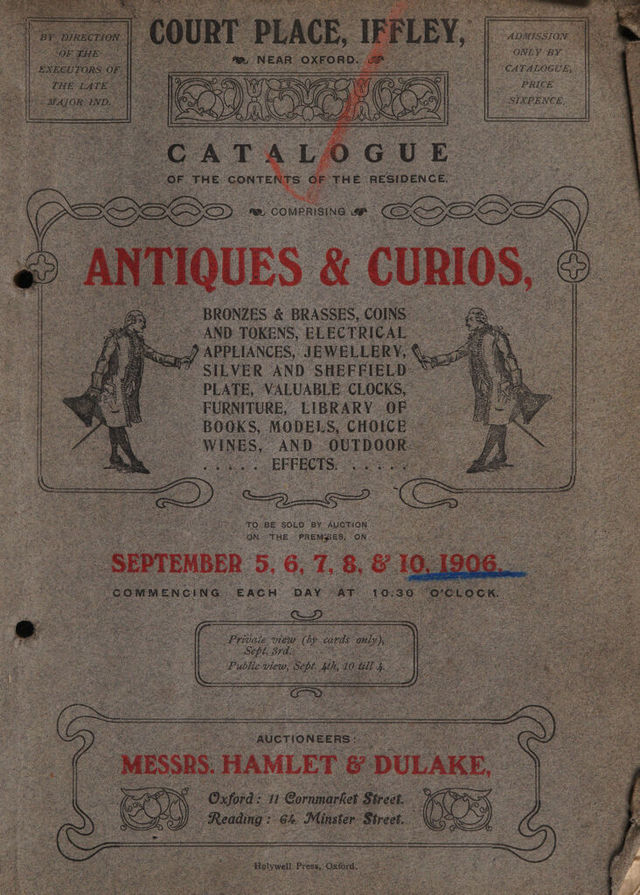 BY DIRECTION
OF THE
EXECUTORS OF
THE LATE
MAJOR IND.
COURT PLACE, IFFLEY,
NEAR OXFORD.
ADMISSION
ONLY BY
CATALOGUE,
PRICE
SIXPENCE.
CATALOGUE
OF THE CONTENTS OF THE RESIDENCE.
COMPRISING
ANTIQUES & CURIOS,
BRONZES & BRASSES, COINS
AND TOKENS, ELECTRICAL
APPLIANCES, JEWELLERY,
SILVER AND SHEFFIELD
PLATE, VALUABLE CLOCKS,
FURNITURE, LIBRARY OF
BOOKS, MODELS, CHOICE
WINES, AND OUTDOOR
. . . . . EFFECTS. . . . . .
TO BE SOLD BY AUCTION
ON THE PREMISES, ON
SEPTEMBER 5, 6, 7, 8, & 10, 1906.
COMMENCING EACH DAY AT 10.30 O'CLOCK.
Private view (by cards only),
Sept. 3rd.
Public view, Sept. 4th, 10 till 4.
AUCTIONEERS:
MESSRS. HAMLET & DULAKE,
Oxford: 11 Cornmarket Street.
Reading: 64 Minster Street.
Holywell Press, Oxford.